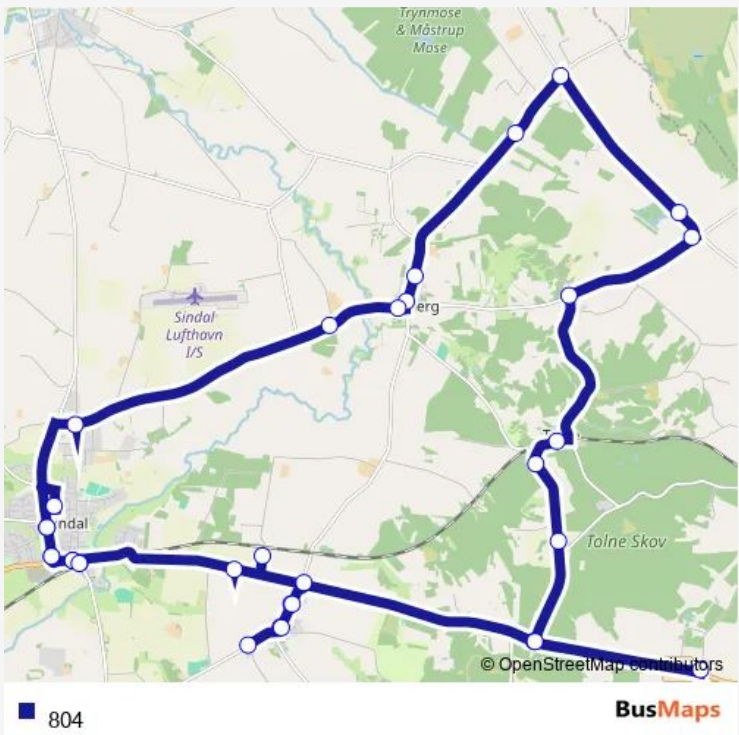 Trynmose
& Måstrup
Mose
Sindal
Lufthavn
I/S
erg
ndal
Tolne Skov
© OpenStreetMap contributors
804
BusMaps